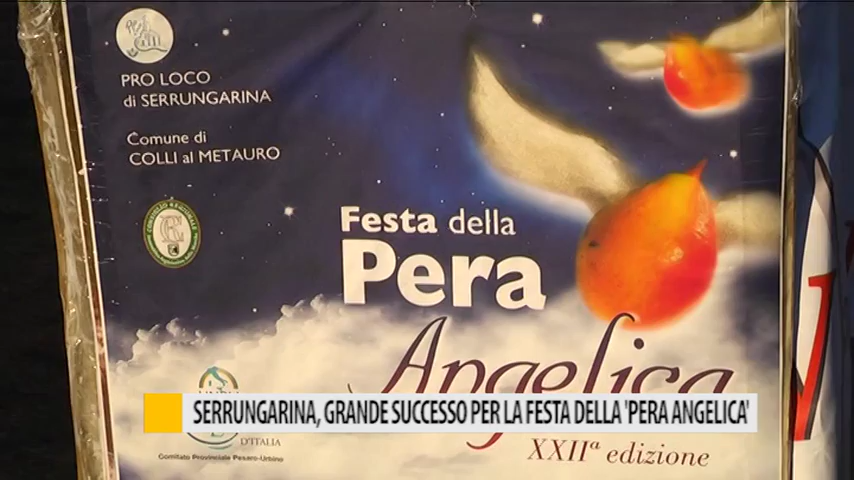 PRO LOCO
di SERRUNGARINA
Comune di
COLLI al METAURO
Festa della
Pera
Angelica
SERRUNGARINA, GRANDE SUCCESSO PER LA FESTA DELLA 'PERA ANGELICA'
D'ITALIA
XXIIª edizione
Comitato Provinciale Pesaro-Urbino